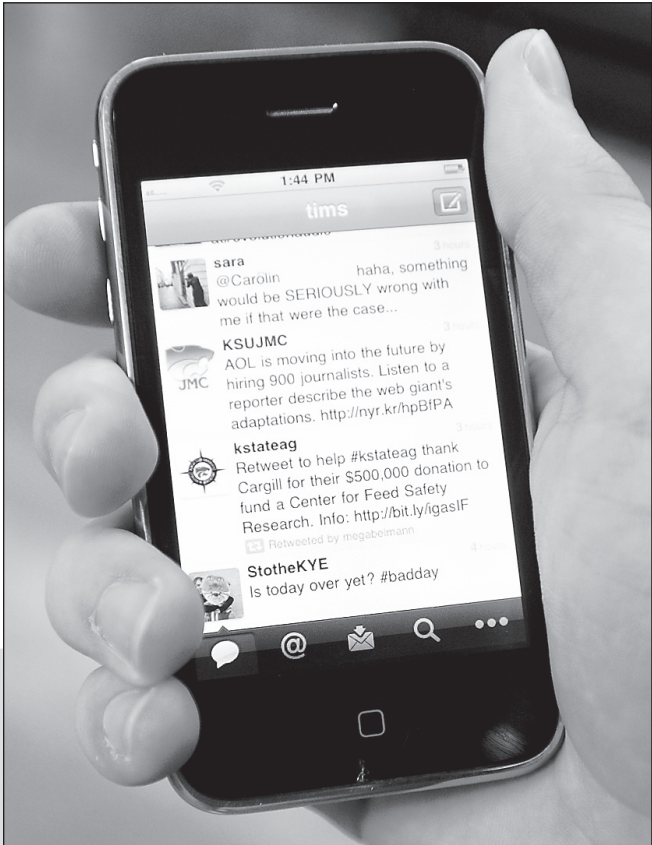 1:44 PM
tims
3 hours
sara
@Carolin haha, something
would be SERIOUSLY wrong with
me if that were the case...
3 hours
KSUJMC
JMC
AOL is moving into the future by
hiring 900 journalists. Listen to a
reporter describe the web giant's
adaptations. http://nyr.kr/hpBfPA
kstateag
Retweet to help #kstateag thank
Cargill for their $500,000 donation to
fund a Center for Feed Safety
Research. Info: http://bit.ly/igasIF
Retweeted by megabeimann
4 hours
StotheKYE
Is today over yet? #badday
@